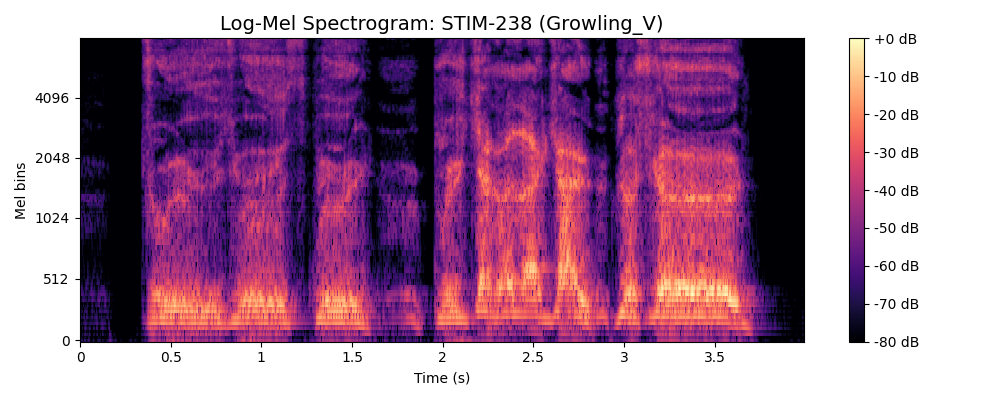 Log-Mel Spectrogram: STIM-238 (Growling_V)
Mel bins
4096
2048
1024
512
0
0 0.5 1 1.5 2 2.5 3 3.5
Time (s)
+0 dB
-10 dB
-20 dB
-30 dB
-40 dB
-50 dB
-60 dB
-70 dB
-80 dB